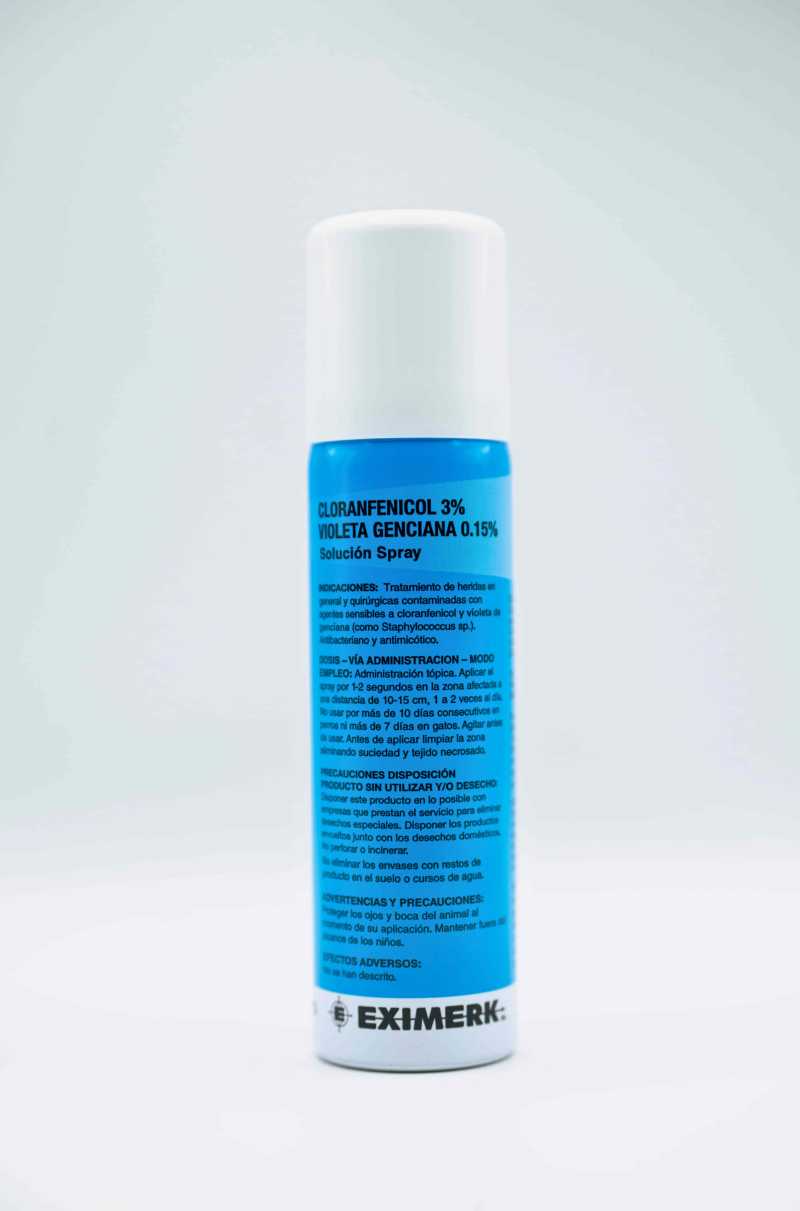 CLORANFENICOL 3%
VIOLETA GENCIANA 0.15%
Solución Spray
INDICACIONES: Tratamiento de heridas en
general y quirúrgicas contaminadas con
agentes sensibles a cloranfenicol y violeta de
genciana (como Staphylococcus sp.).
Antibacteriano y antimicótico.
DOSIS – VÍA ADMINISTRACION – MODO
EMPLEO: Administración tópica. Aplicar el
spray por 1-2 segundos en la zona afectada a
una distancia de 10-15 cm, 1 a 2 veces al día.
No usar por más de 10 días consecutivos en
perros ni más de 7 días en gatos. Agitar antes
de usar. Antes de aplicar limpiar la zona
eliminando suciedad y tejido necrosado.
PRECAUCIONES DISPOSICIÓN
PRODUCTO SIN UTILIZAR Y/O DESECHO:
Disponer este producto en lo posible con
empresas que prestan el servicio para eliminar
desechos especiales. Disponer los productos
envueltos junto con los desechos domésticos.
No perforar o incinerar.
No eliminar los envases con restos de
producto en el suelo o cursos de agua.
ADVERTENCIAS Y PRECAUCIONES:
Proteger los ojos y boca del animal al
momento de su aplicación. Mantener fuera del
alcance de los niños.
EFECTOS ADVERSOS:
No se han descrito.
E EXIMERK